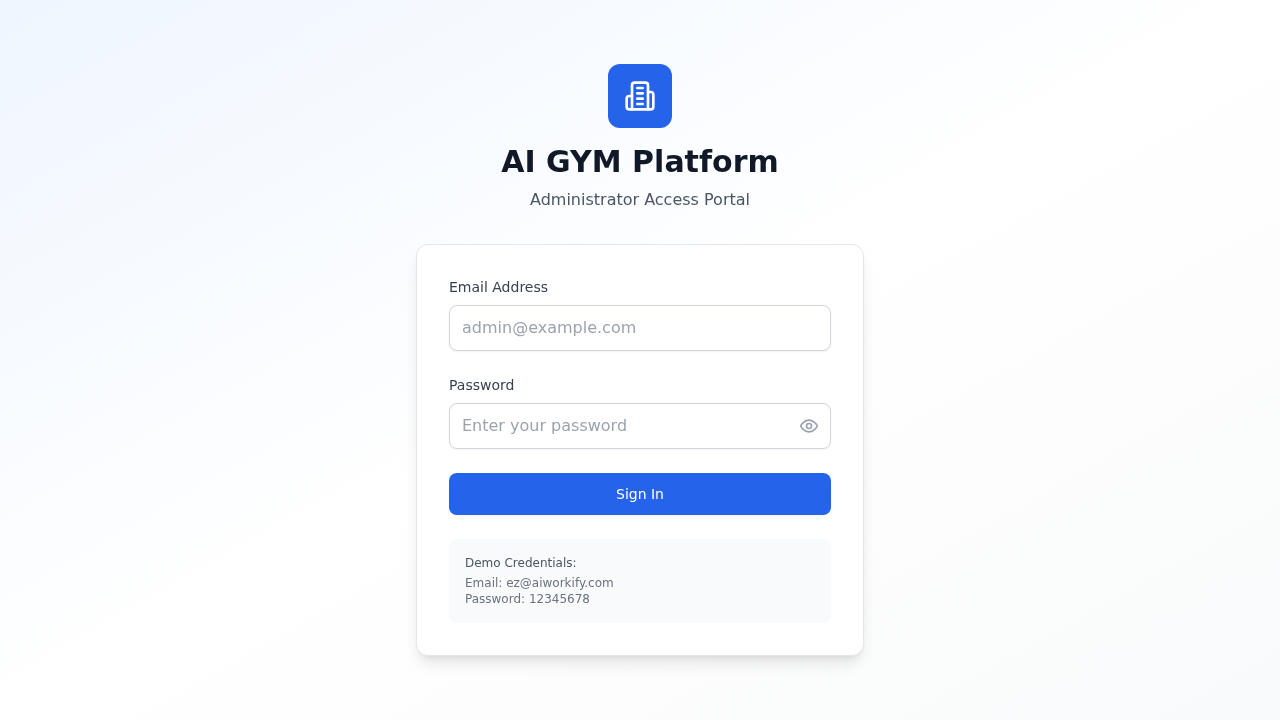 AI GYM Platform
Administrator Access Portal
Email Address
admin@example.com
Password
Enter your password
Sign In
Demo Credentials:
Email: ez@aiworkify.com
Password: 12345678